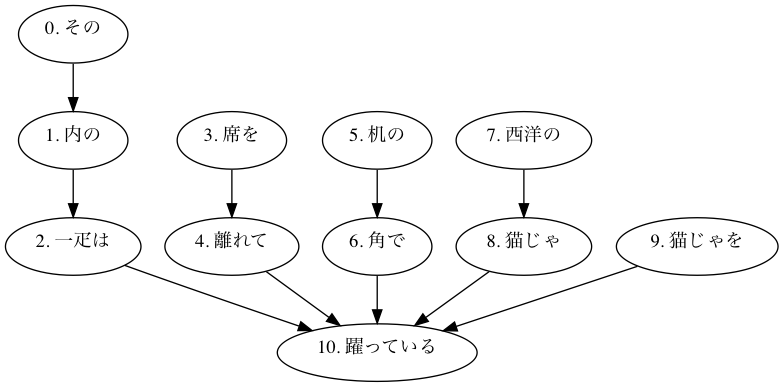 0. その
1. 内の
3. 席を
5. 机の
7. 西洋の
2. 一疋は
4. 離れて
6. 角で
8. 猫じゃ
9. 猫じゃを
10. 躍っている